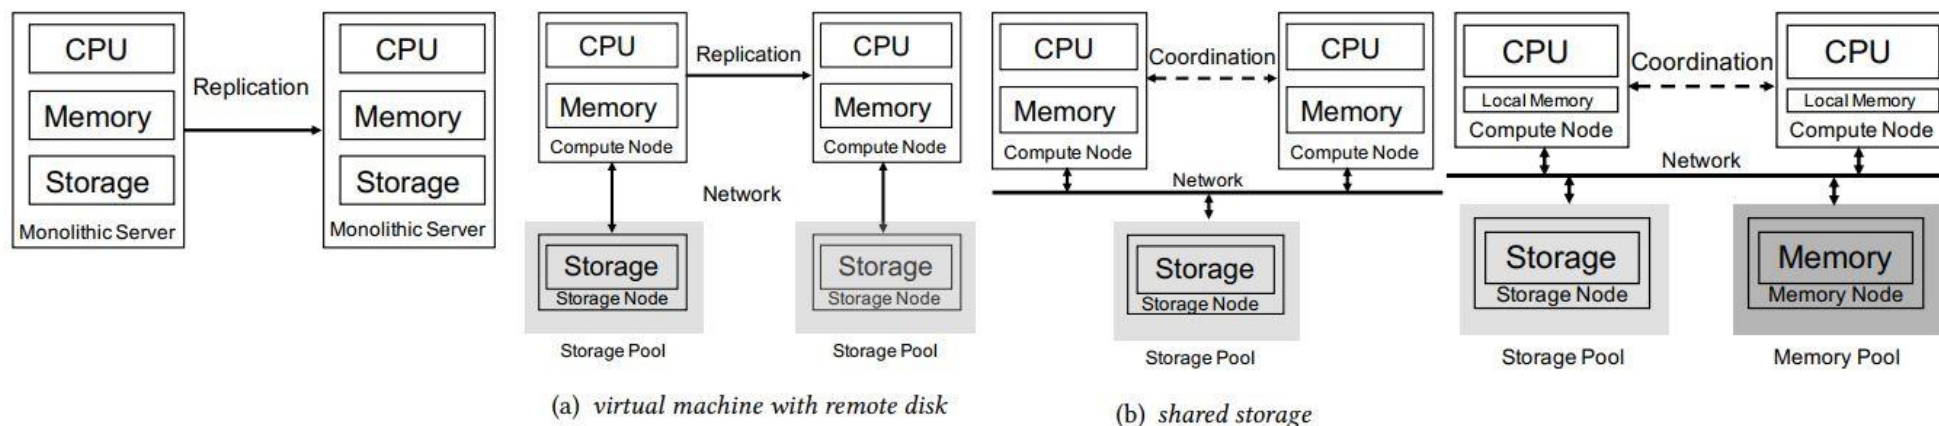 CPU
Memory
Storage
Monolithic Server
Replication
CPU
Memory
Storage
Monolithic Server
CPU
Memory
Compute Node
Replication
CPU
Memory
Compute Node
Network
Storage
Storage Node
Storage Pool
Storage
Storage Node
Storage Pool
(a) virtual machine with remote disk
CPU
Memory
Compute Node
Coordination
CPU
Memory
Compute Node
Network
Storage
Storage Node
Storage Pool
(b) shared storage
CPU
Local Memory
Compute Node
Coordination
CPU
Local Memory
Compute Node
Network
Storage
Storage Node
Storage Pool
Memory
Memory Node
Memory Pool